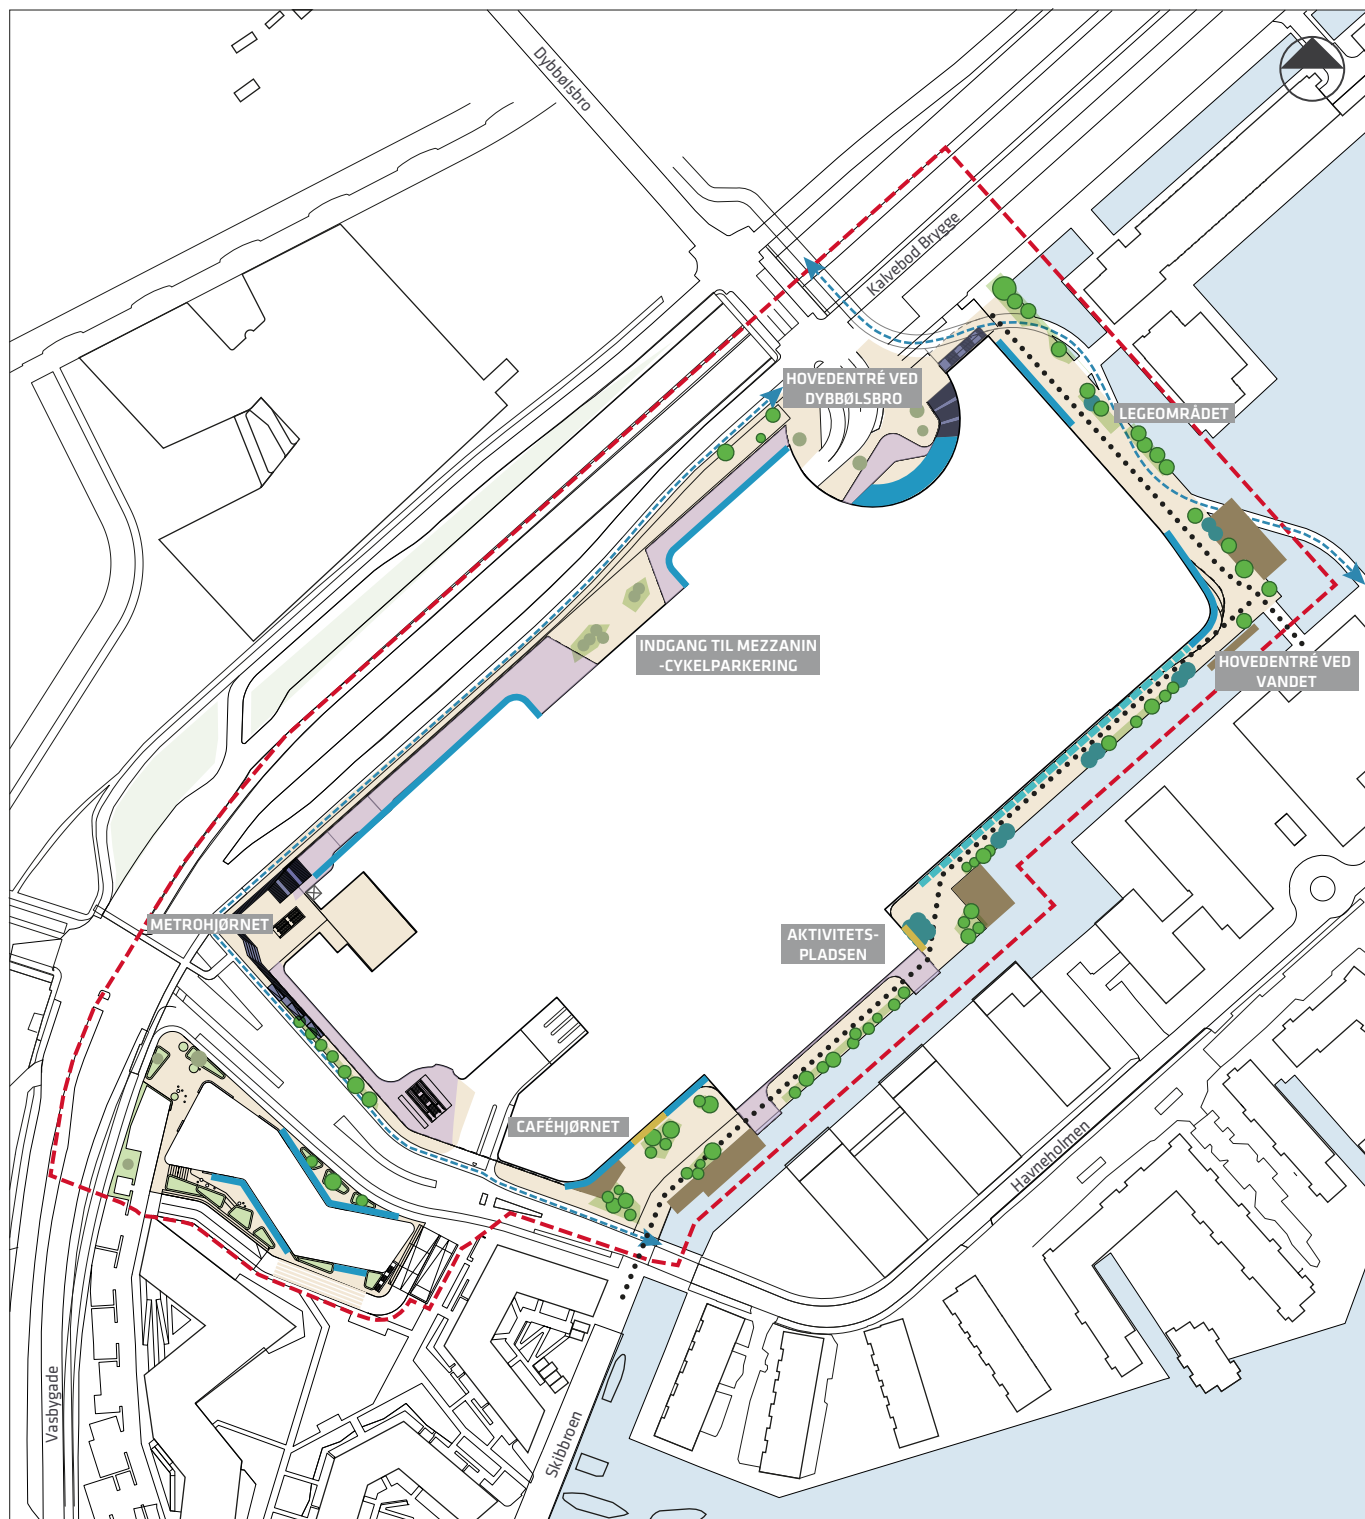 Dybbølsbro
Kalvebod Brygge
HOVEDENTRÉ VED
DYBBØLSBRO
LEGEOMRÅDET
INDGANG TIL MEZZANIN
-CYKELPARKERING
HOVEDENTRÉ VED
VANDET
METROHJØRNET
AKTIVITETS-
PLADSEN
CAFÉHJØRNET
Havneholmen
Vasbygade
Skibbroen